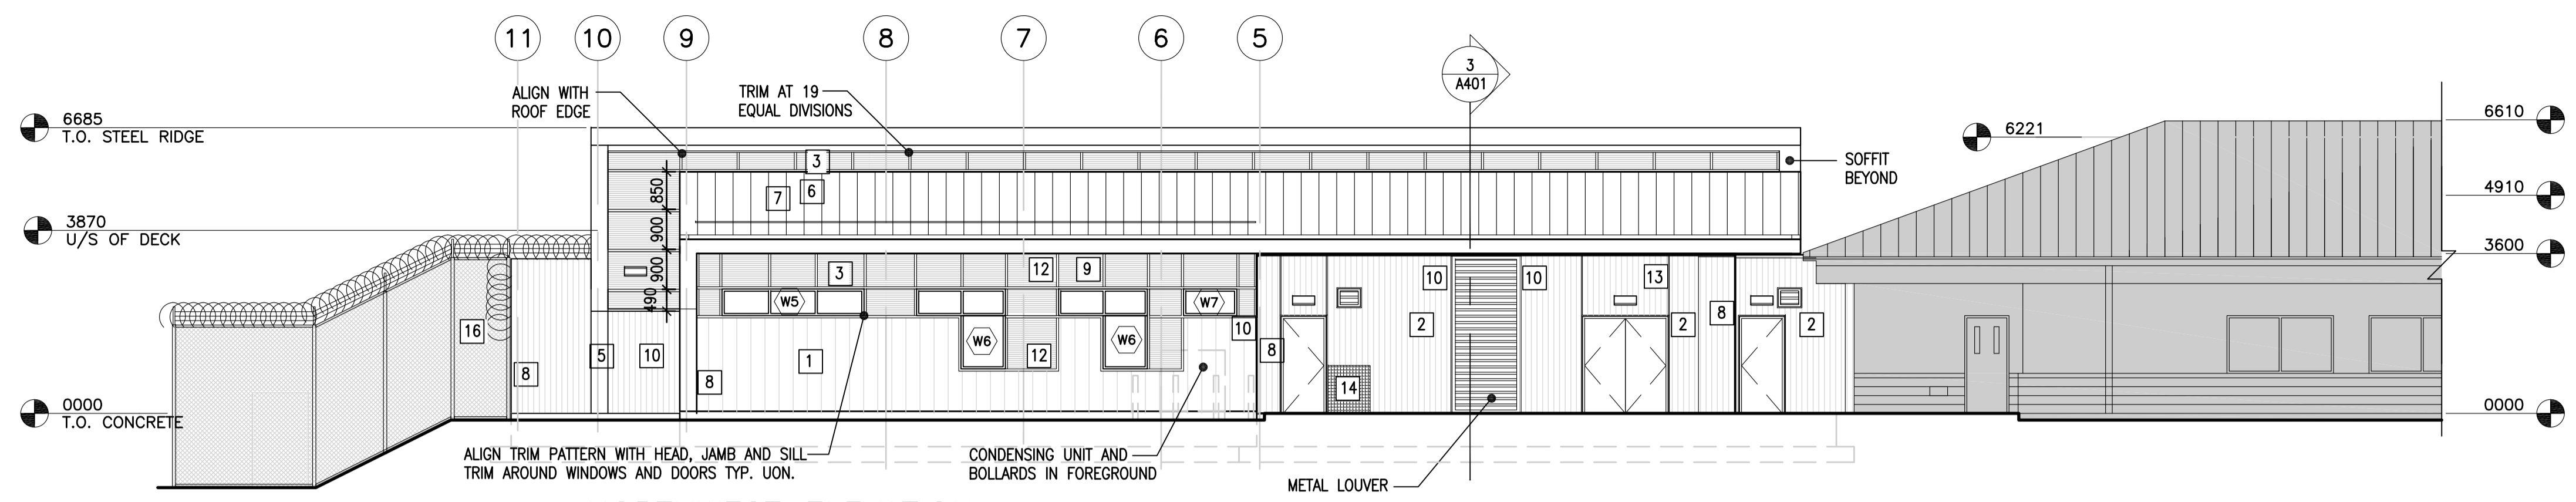 11
10
9
8
7
6
5
3
A401
ALIGN WITH
ROOF EDGE
TRIM AT 19
EQUAL DIVISIONS
6685
T.O. STEEL RIDGE
6610
6221
SOFFIT
BEYOND
3
7
6
850
4910
3870
U/S OF DECK
900
3600
900
3
12
9
10
10
13
490
W5
W7
16
10
2
2
8
2
5
10
1
W6
12
W6
8
8
8
14
0000
T.O. CONCRETE
0000
ALIGN TRIM PATTERN WITH HEAD, JAMB AND SILL
TRIM AROUND WINDOWS AND DOORS TYP. UON.
CONDENSING UNIT AND
BOLLARDS IN FOREGROUND
METAL LOUVER